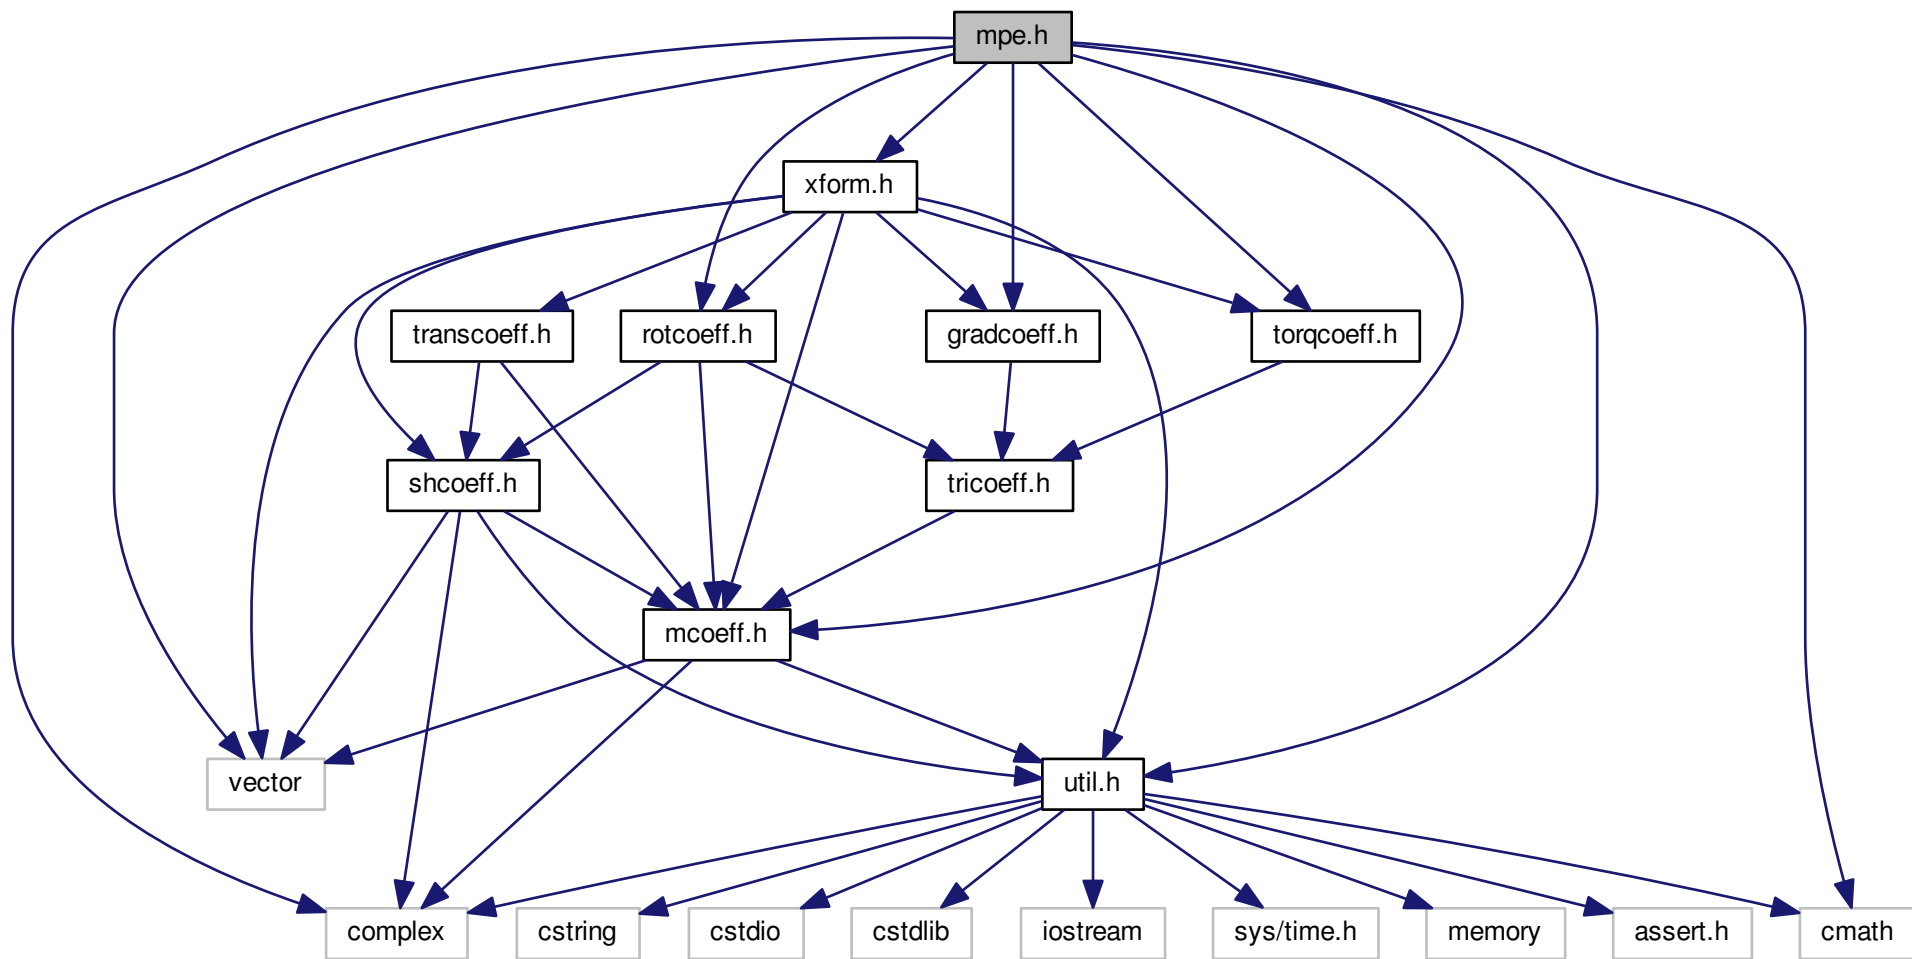 mpe.h
xform.h
transcoeff.h
rotcoeff.h
gradcoeff.h
torqcoeff.h
shcoeff.h
tricoeff.h
mcoeff.h
vector
util.h
complex
cstring
cstdio
cstdlib
iostream
sys/time.h
memory
assert.h
cmath